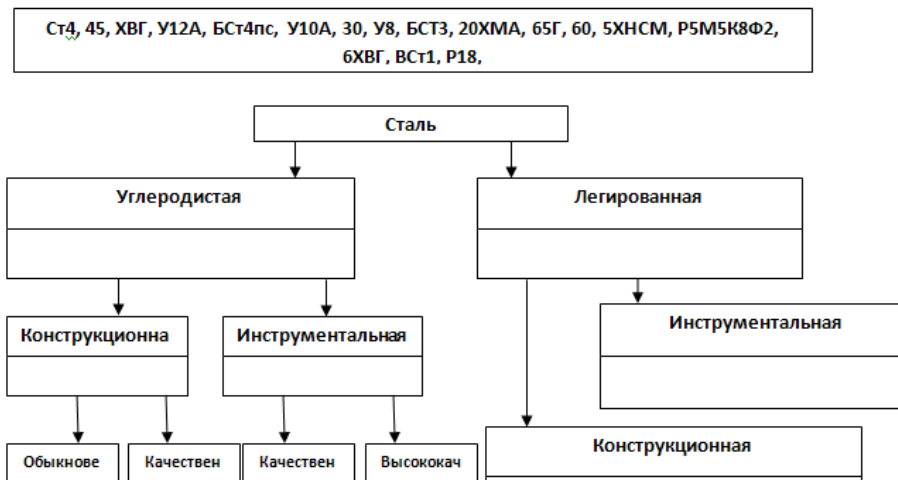 Ст4, 45, ХВГ, У12А, БСт4пс, У10А, 30, У8, БСТ3, 20ХМА, 65Г, 60, 5ХНСМ, Р5М5К8Ф2,
6ХВГ, ВСт1, Р18,
Сталь
Углеродистая
Легированная
Конструкционна
Инструментальная
Инструментальная
Обыкнове
Качествен
Качествен
Высококач
Конструкционная